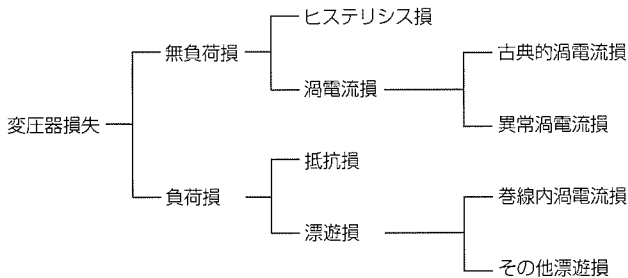 変圧器損失
無負荷損
ヒステリシス損
渦電流損
古典的渦電流損
異常渦電流損
負荷損
抵抗損
漂遊損
巻線内渦電流損
その他漂遊損